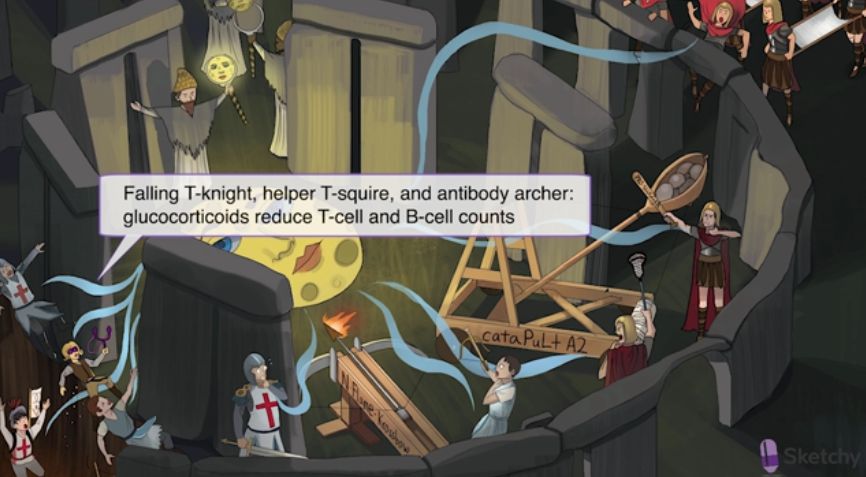 Falling T-knight, helper T-squire, and antibody archer:
glucocorticoids reduce T-cell and B-cell counts
cataPuLt A2
Sketchy